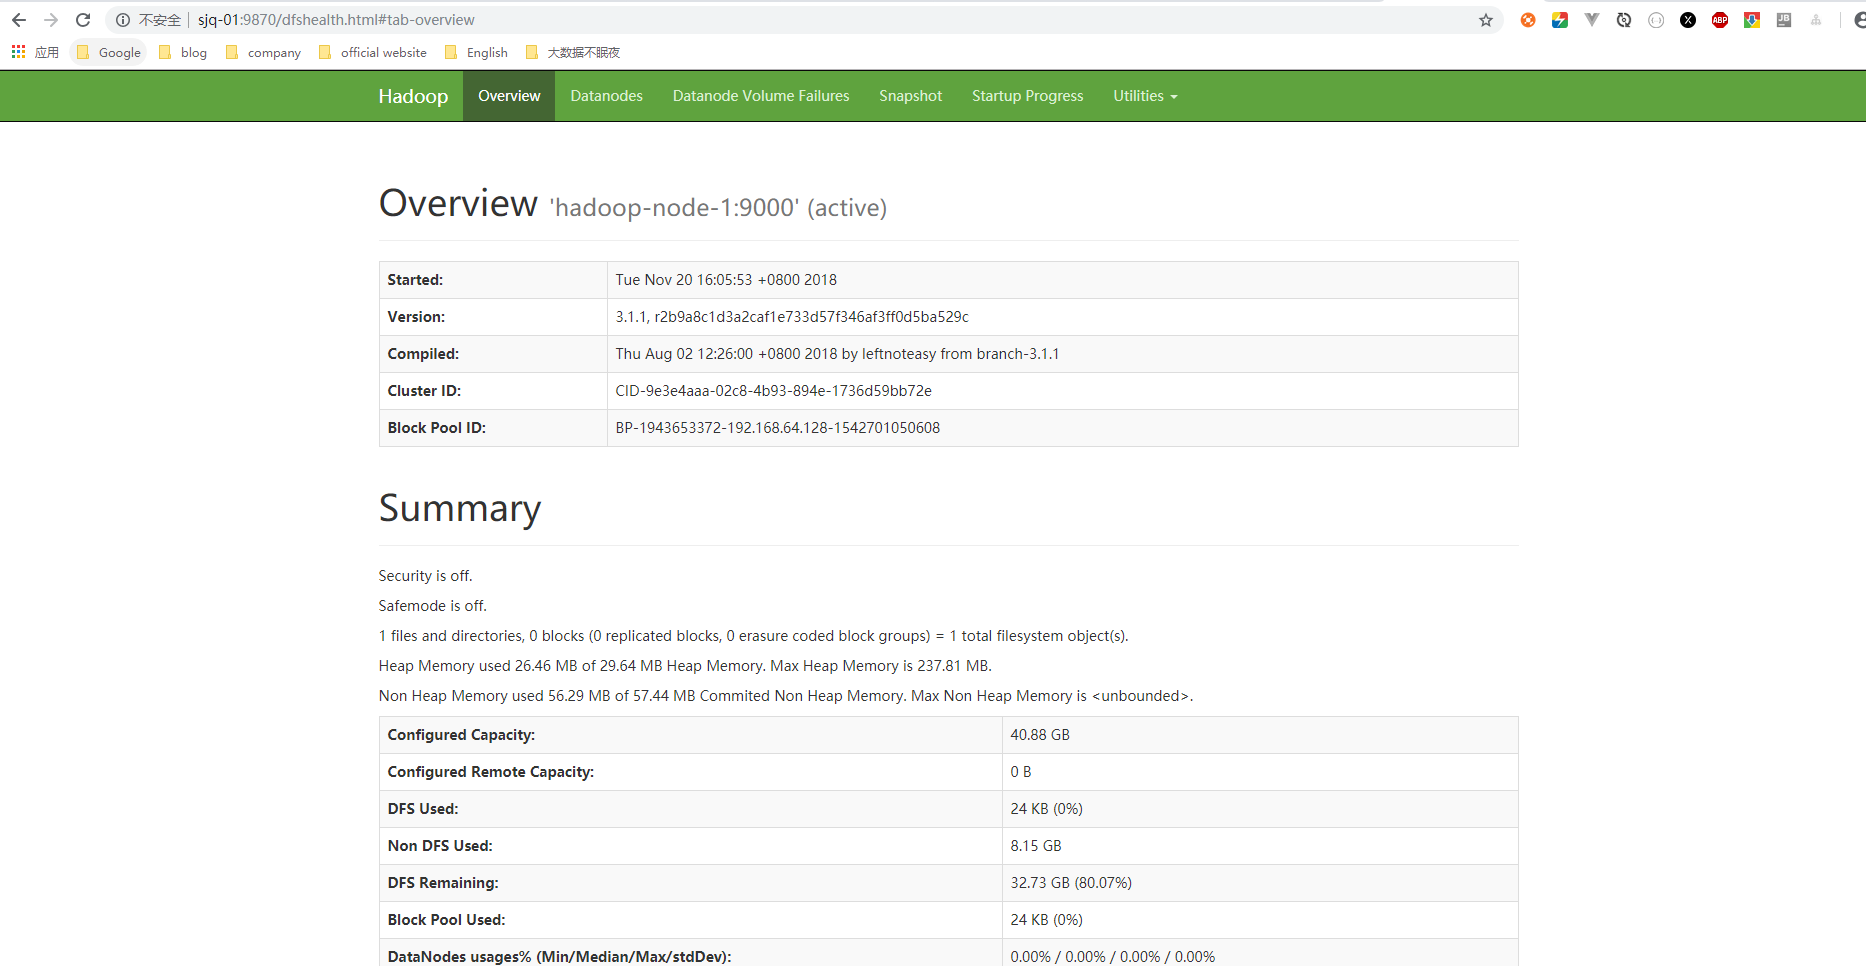 不安全 | sjq-01:9870/dfshealth.html#tab-overview
ABP
JB
应用 Google blog company official website English 大数据不眠夜
Hadoop Overview Datanodes Datanode Volume Failures Snapshot Startup Progress Utilities
Overview 'hadoop-node-1:9000' (active)
Started: Tue Nov 20 16:05:53 +0800 2018
Version: 3.1.1, r2b9a8c1d3a2caf1e733d57f346af3ff0d5ba529c
Compiled: Thu Aug 02 12:26:00 +0800 2018 by leftnoteasy from branch-3.1.1
Cluster ID: CID-9e3e4aaa-02c8-4b93-894e-1736d59bb72e
Block Pool ID: BP-1943653372-192.168.64.128-1542701050608
Summary
Security is off.
Safemode is off.
1 files and directories, 0 blocks (0 replicated blocks, 0 erasure coded block groups) = 1 total filesystem object(s).
Heap Memory used 26.46 MB of 29.64 MB Heap Memory. Max Heap Memory is 237.81 MB.
Non Heap Memory used 56.29 MB of 57.44 MB Commited Non Heap Memory. Max Non Heap Memory is <unbounded>.
Configured Capacity: 40.88 GB
Configured Remote Capacity: 0 B
DFS Used: 24 KB (0%)
Non DFS Used: 8.15 GB
DFS Remaining: 32.73 GB (80.07%)
Block Pool Used: 24 KB (0%)
DataNodes usages% (Min/Median/Max/stdDev): 0.00% / 0.00% / 0.00% / 0.00%